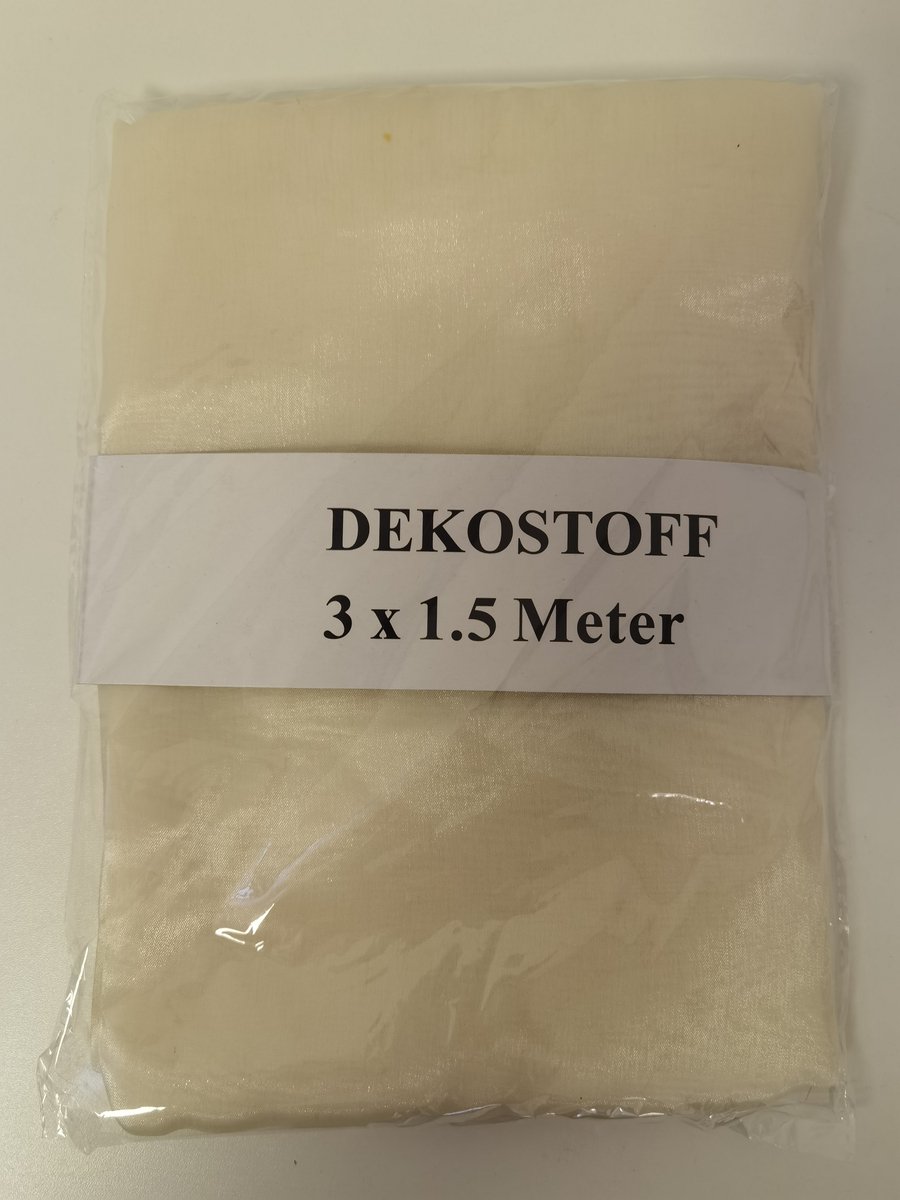 DEKOSTOFF
3 x 1.5 Meter